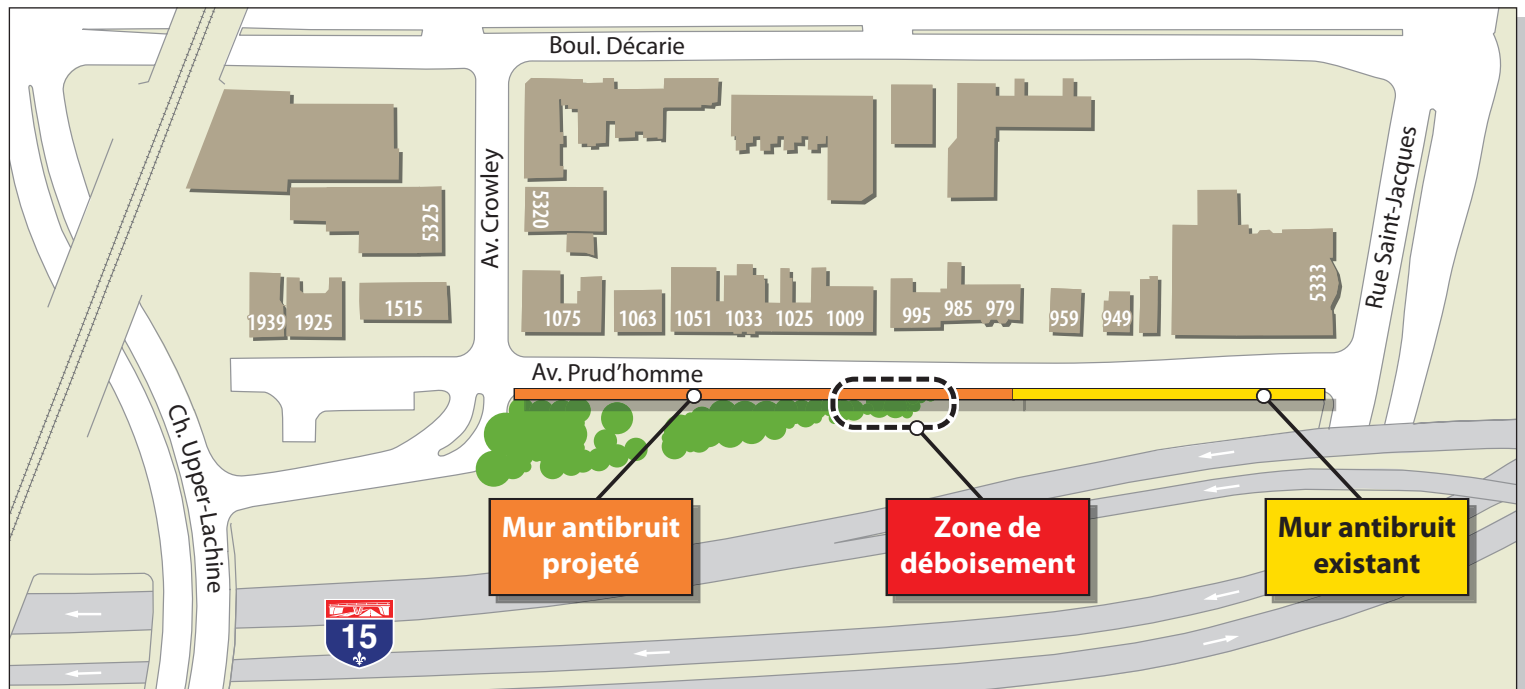 Boul. Décarie
Av. Crowley
Rue Saint-Jacques
5325
5320
5333
1939
1925
1515
1075
1063
1051
1033
1025
1009
995
985
979
959
949
Av. Prud'homme
Ch. Upper-Lachine
Mur antibruit
projeté
Zone de
déboisement
Mur antibruit
existant
15